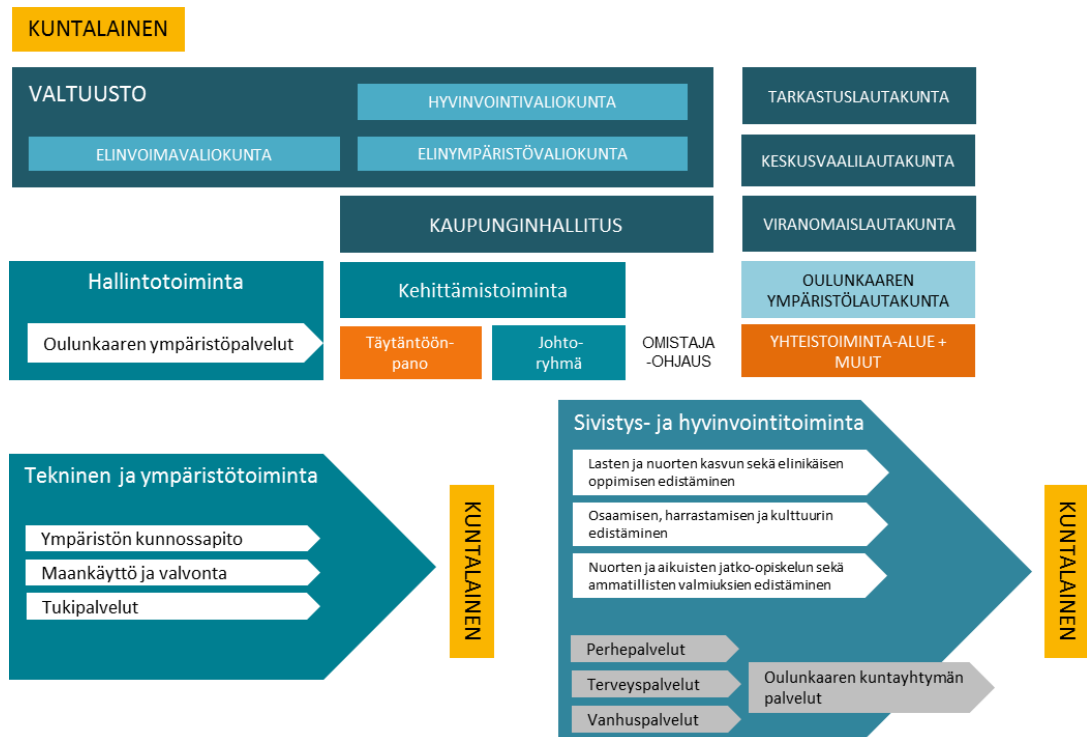 KUNTALAINEN
VALTUUSTO
HYVINVOINTIVALIOKUNTA
ELINVOIMAVALIOKUNTA
ELINYMPÄRISTÖVALIOKUNTA
TARKASTUSLAUTAKUNTA
KESKUSVAALILAUTAKUNTA
KAUPUNGINHALLITUS
VIRANOMAISLAUTAKUNTA
Hallintotoiminta
Oulunkaaren ympäristöpalvelut
Kehittämistoiminta
Täytäntöön-
pano
Johto-
ryhmä
OMISTAJA
-OHJAUS
OULUNKAAREN
YMPÄRISTÖLAUTAKUNTA
YHTEISTOIMINTA-ALUE +
MUUT
Tekninen ja ympäristötoiminta
Ympäristön kunnossapito
Maankäyttö ja valvonta
Tukipalvelut
KUNTALAINEN
Sivistys- ja hyvinvointitoiminta
Lasten ja nuorten kasvun sekä elinikäisen
oppimisen edistäminen
Osaamisen, harrastamisen ja kulttuurin
edistäminen
Nuorten ja aikuisten jatko-opiskelun sekä
ammatillisten valmiuksien edistäminen
Perhepalvelut
Terveyspalvelut
Vanhuspalvelut
Oulunkaaren kuntayhtymän
palvelut
KUNTALAINEN